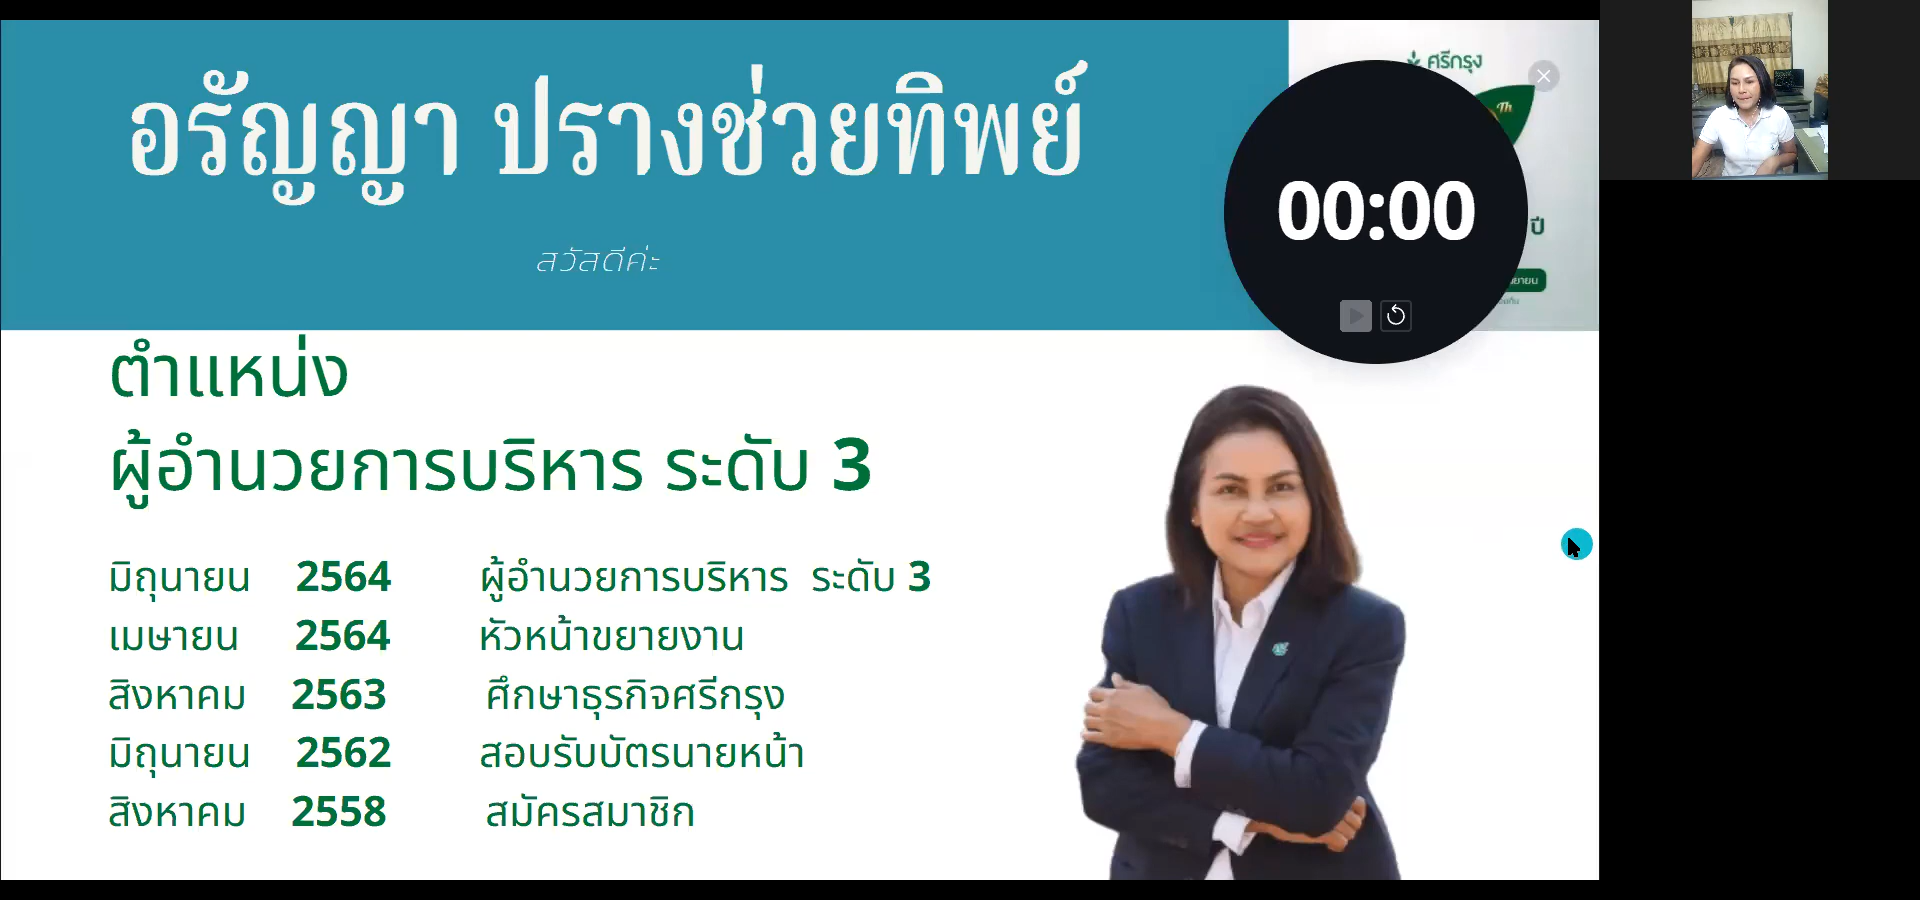 อรัญญา ปรางช่วยทิพย์
สวัสดีค่ะ
ศรีกรุง
Th
00:00
ปี
ตำแหน่ง
ผู้อำนวยการบริหาร ระดับ 3
มิถุนายน 2564 ผู้อำนวยการบริหาร ระดับ 3
เมษายน 2564 หัวหน้าขยายงาน
สิงหาคม 2563 ศึกษาธุรกิจศรีกรุง
มิถุนายน 2562 สอบรับบัตรนายหน้า
สิงหาคม 2558 สมัครสมาชิก